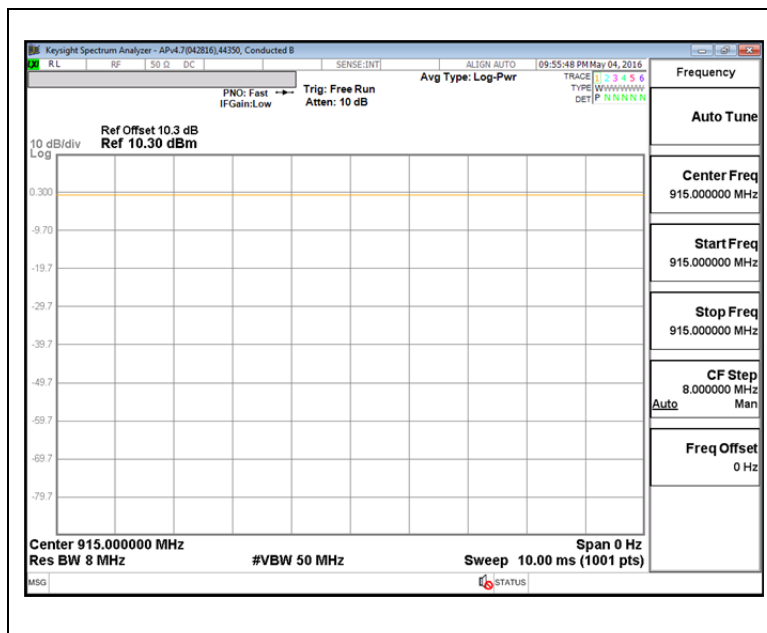 Keysight Spectrum Analyzer - APv4.7(042816),44350, Conducted B
RL RF 50 Ω DC SENSE:INT ALIGN AUTO 09:55:48 PM May 04, 2016
PNO: Fast
IFGain:Low
Trig: Free Run
Atten: 10 dB
Avg Type: Log-Pwr
TRACE 1 2 3 4 5 6
TYPE WWWWWW
DET P N N N N N
Frequency
Auto Tune
Center Freq
915.000000 MHz
Start Freq
915.000000 MHz
Stop Freq
915.000000 MHz
CF Step
8.000000 MHz
Auto Man
Freq Offset
0 Hz
Ref Offset 10.3 dB
10 dB/div Ref 10.30 dBm
Log
0.300
-9.70
-19.7
-29.7
-39.7
-49.7
-59.7
-69.7
-79.7
Center 915.000000 MHz Span 0 Hz
Res BW 8 MHz #VBW 50 MHz Sweep 10.00 ms (1001 pts)
MSG STATUS